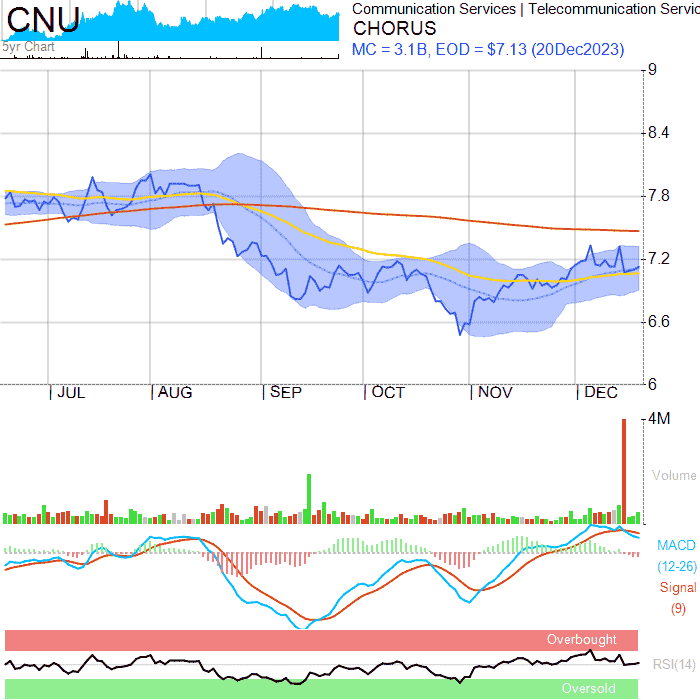 CNU
5yr Chart
Communication Services | Telecommunication Servic
CHORUS
MC = 3.1B, EOD = $7.13 (20Dec2023)
9
8.4
7.8
7.2
6.6
6
JUL AUG SEP OCT NOV DEC
4M
Volume
MACD
(12-26)
Signal
(9)
Overbought
RSI(14)
Oversold